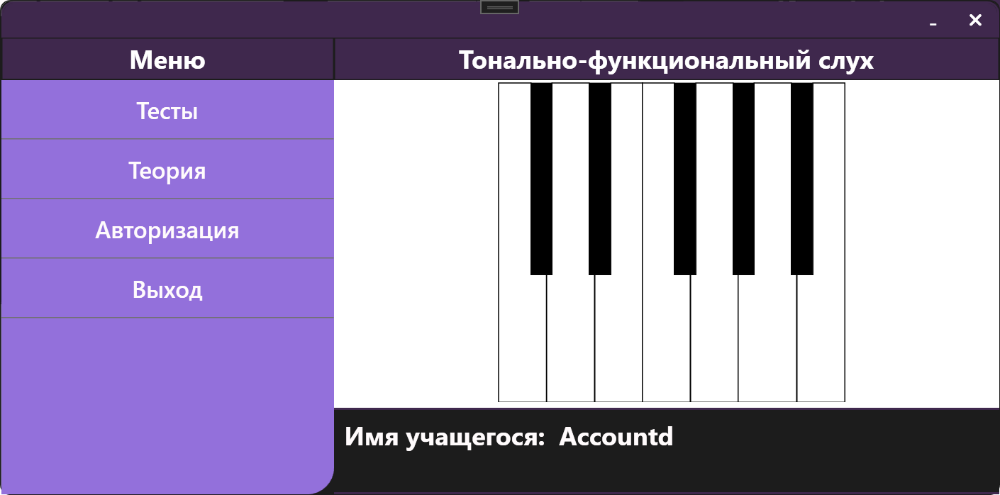 Меню
Тонально-функциональный слух
Тесты
Теория
Авторизация
Выход
Имя учащегося: Accountd